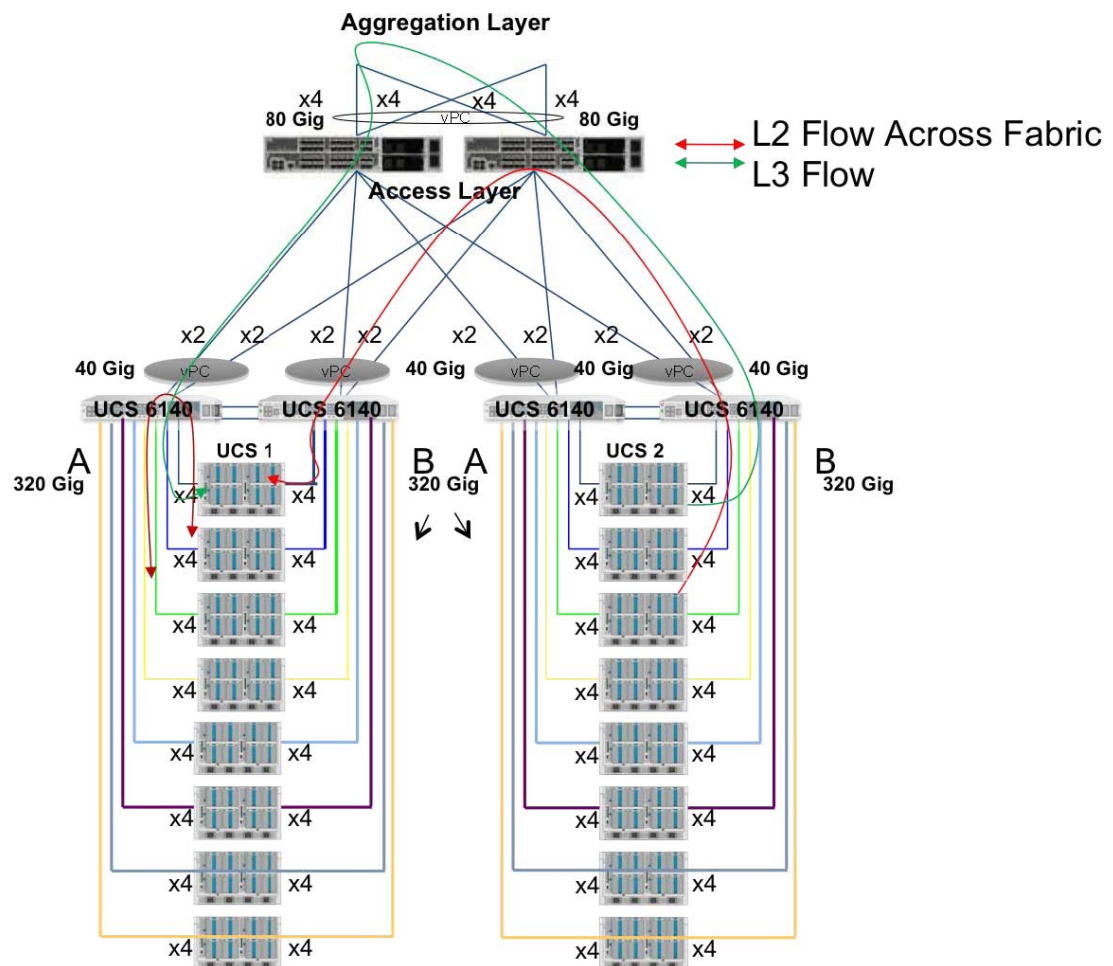 Aggregation Layer
x4 x4 x4 x4
80 Gig vPC 80 Gig
L2 Flow Across Fabric
L3 Flow
Access Layer
x2 x2 x2 x2 x2 x2 x2 x2
40 Gig vPC vPC 40 Gig vPC 40 Gig vPC 40 Gig
UCS 6140 UCS 6140 UCS 6140 UCS 6140
A UCS 1 B A UCS 2 B
320 Gig x4 x4 320 Gig x4 x4 320 Gig
x4 x4 x4 x4
x4 x4 x4 x4
x4 x4 x4 x4
x4 x4 x4 x4
x4 x4 x4 x4
x4 x4 x4 x4
x4 x4 x4 x4